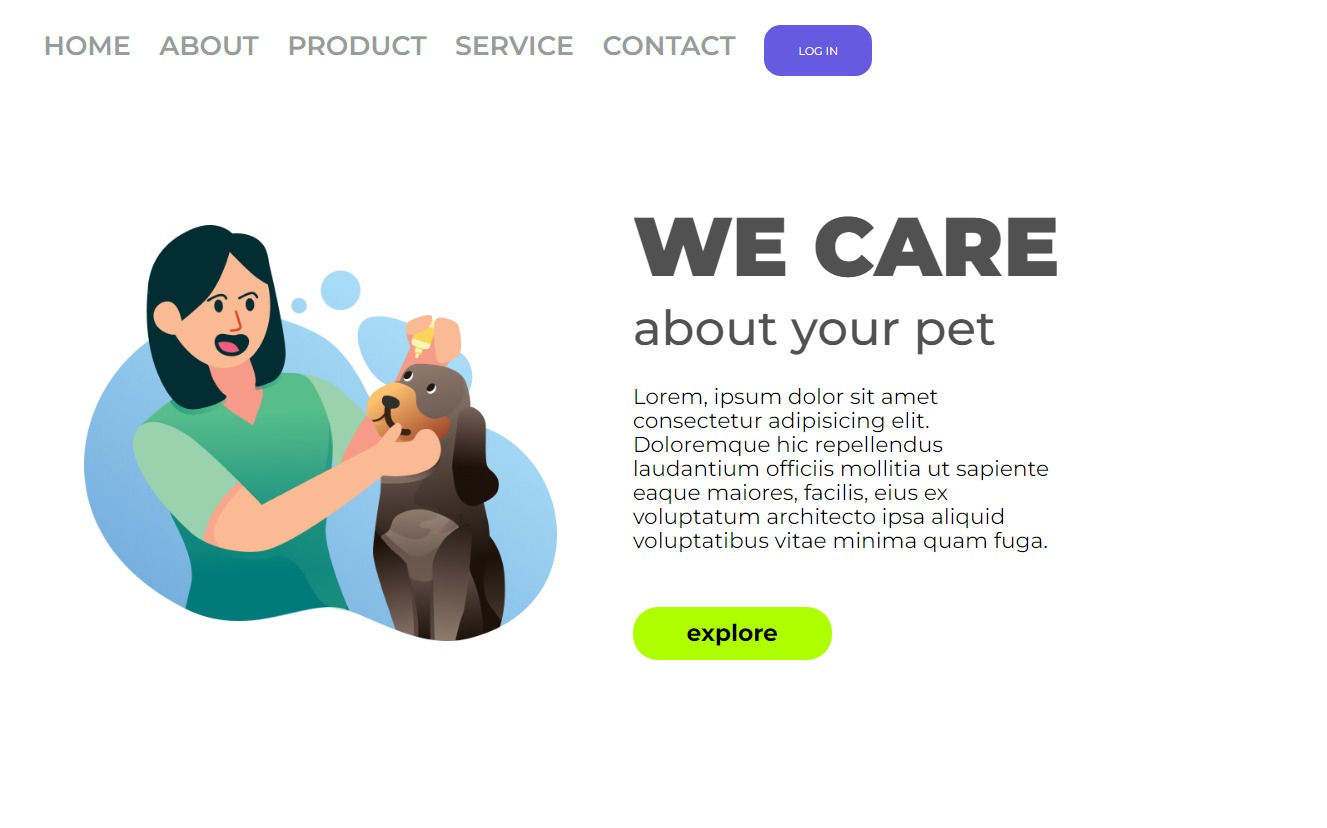 HOME ABOUT PRODUCT SERVICE CONTACT LOG IN
WE CARE
about your pet
Lorem, ipsum dolor sit amet
consectetur adipisicing elit.
Doloremque hic repellendus
laudantium officiis mollitia ut sapiente
eaque maiores, facilis, eius ex
voluptatum architecto ipsa aliquid
voluptatibus vitae minima quam fuga.
explore